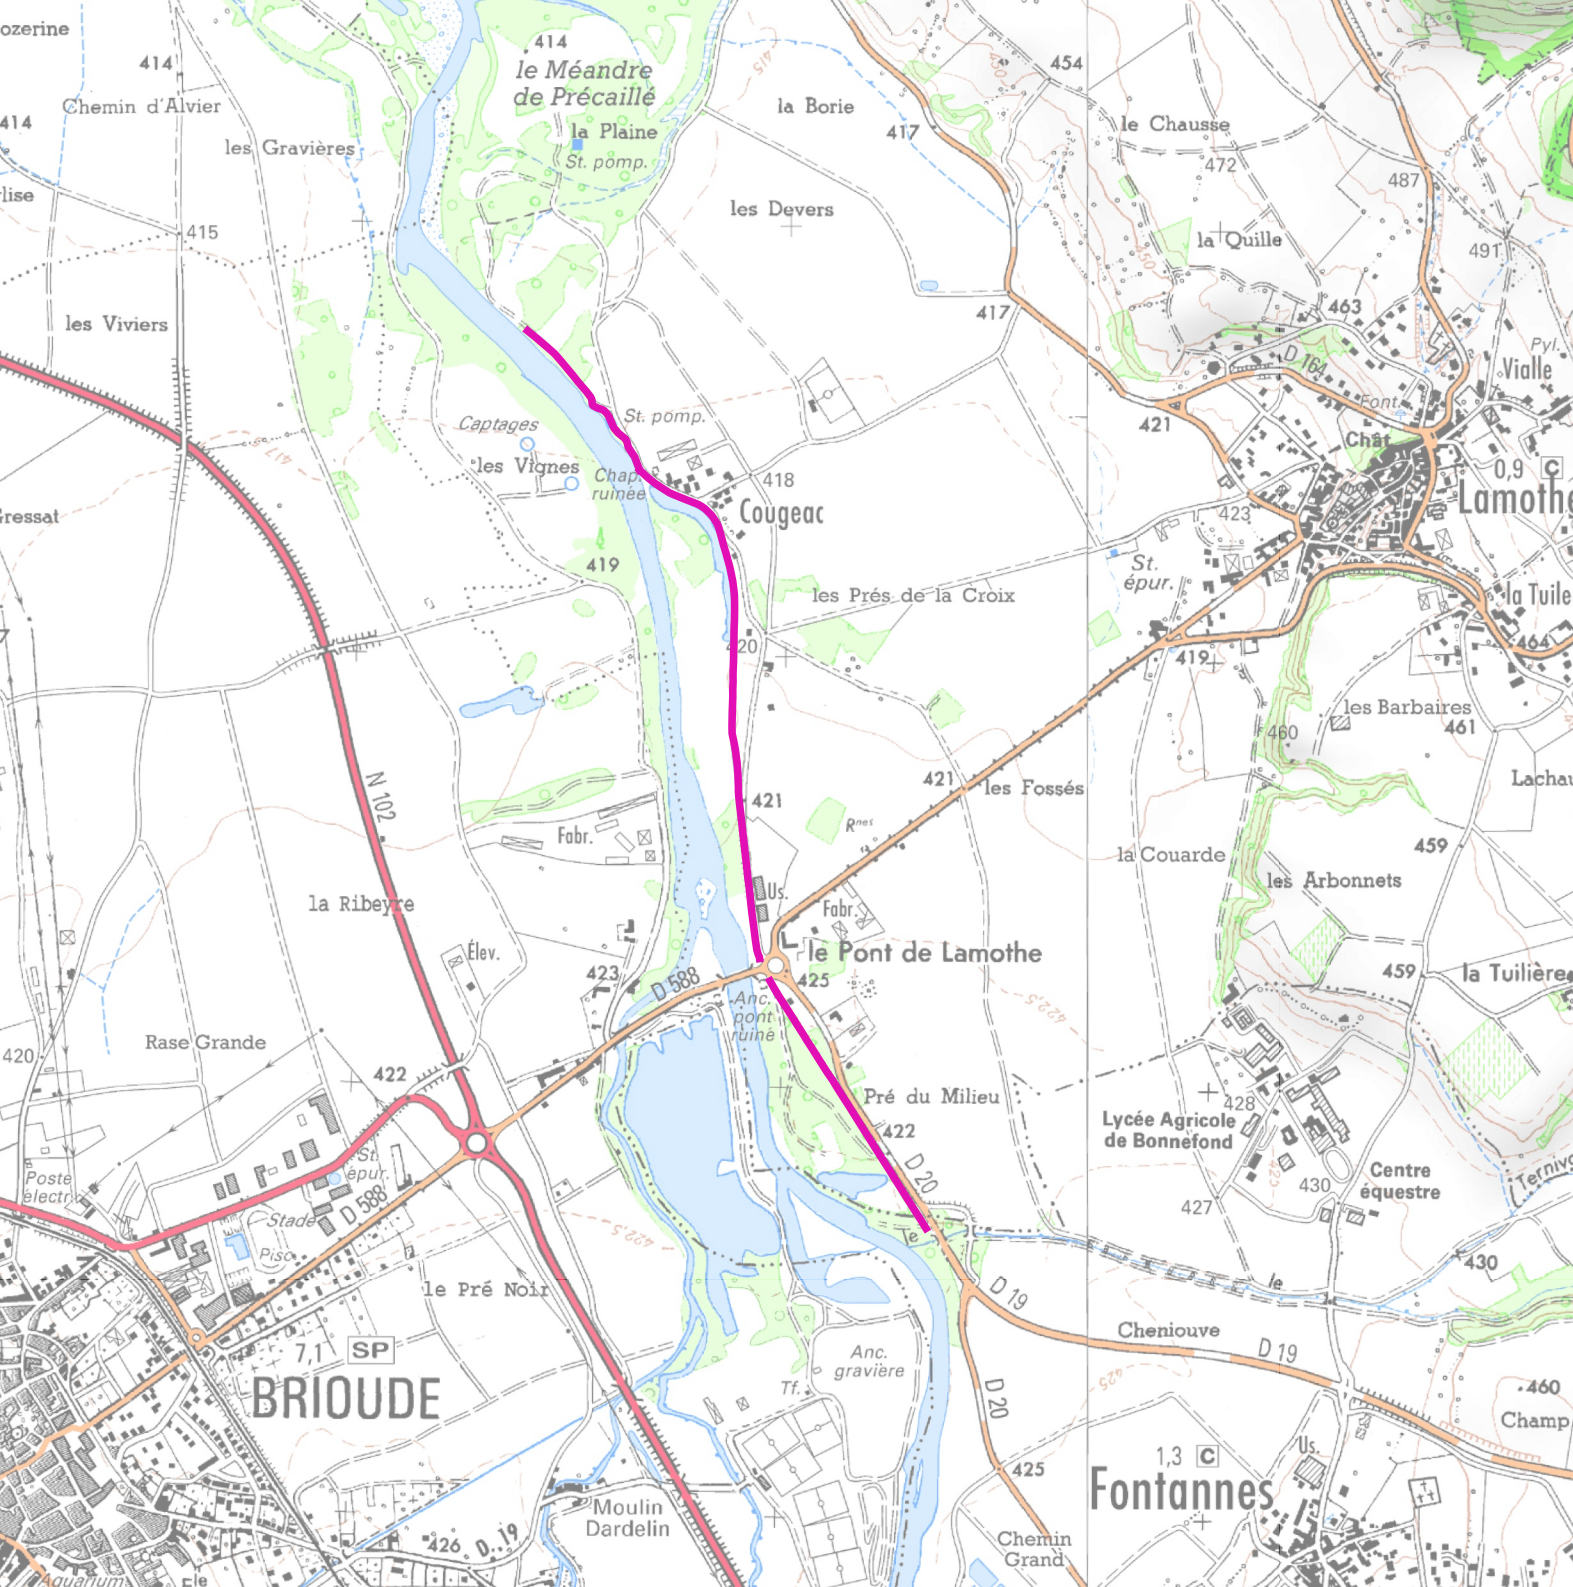 ozerine
414
le Méandre
de Précaillé
414
454
Chemin d'Alvier
la Borie
414
la Plaine
417
le Chausse
les Gravières
St. pomp.
472
487
lise
les Devers
415
la Quille
491
417
463
les Viviers
D 164
Pyl.
Vialle
Font.
St. pomp.
421
Captages
Chât
417,5
les Vignes
Chap.
ruinée
418
0,9 C
Lamothe
Gressat
Cougeac
423
419
St.
épur.
les Prés de la Croix
la Tuile
420
419
464
les Barbaires
461
460
N 102
421
les Fossés
Lachau
421
Fabr.
Rnes
la Couarde
459
les Arbonnets
la Ribeyre
Us.
Fabr.
Élev.
le Pont de Lamothe
423
D 588
425
459
la Tuilière
Anc.
pont
ruiné
422,5
Rase Grande
420
422
Pré du Milieu
428
Lycée Agricole
de Bonnefond
422
St.
épur.
Poste
électr.
D 20
Centre
équestre
430
427
D 588
Stade
Pisc.
422,5
430
le Pré Noir
le
D 19
Cheniouve
7,1 SP
BRIOUDE
Anc.
gravière
D 19
Tf.
425
D 20
460
Champ
1,3 C
Us.
Fontannes
425
Moulin
Dardelin
426
D. 19
Chemin
Grand
Aquarium